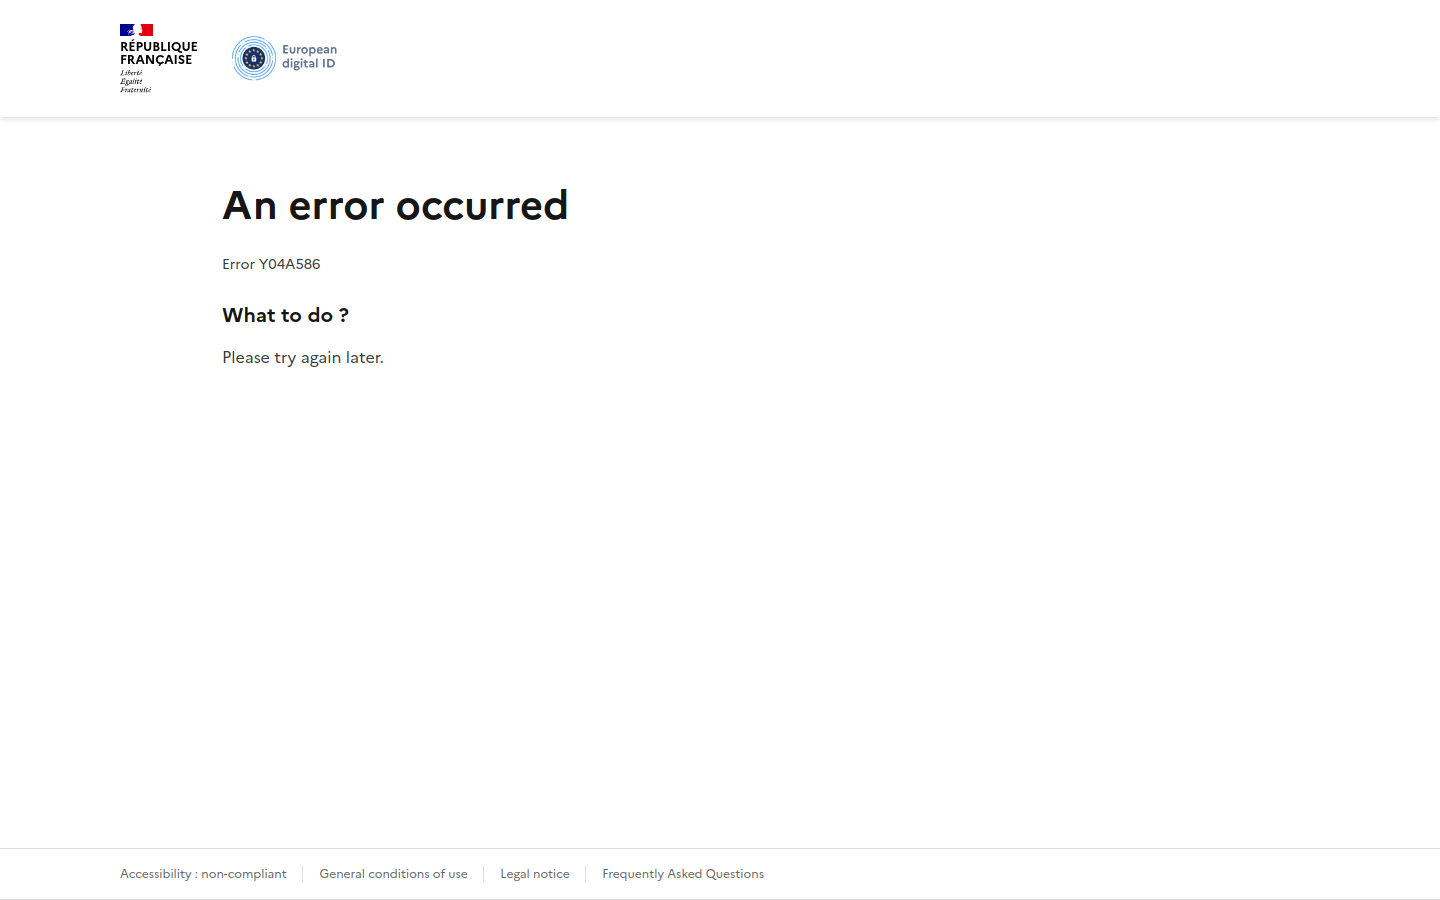 RÉPUBLIQUE
FRANÇAISE
Liberté
Égalité
Fraternité
European
digital ID
An error occurred
Error Y04A586
What to do ?
Please try again later.
Accessibility : non-compliant
General conditions of use
Legal notice
Frequently Asked Questions